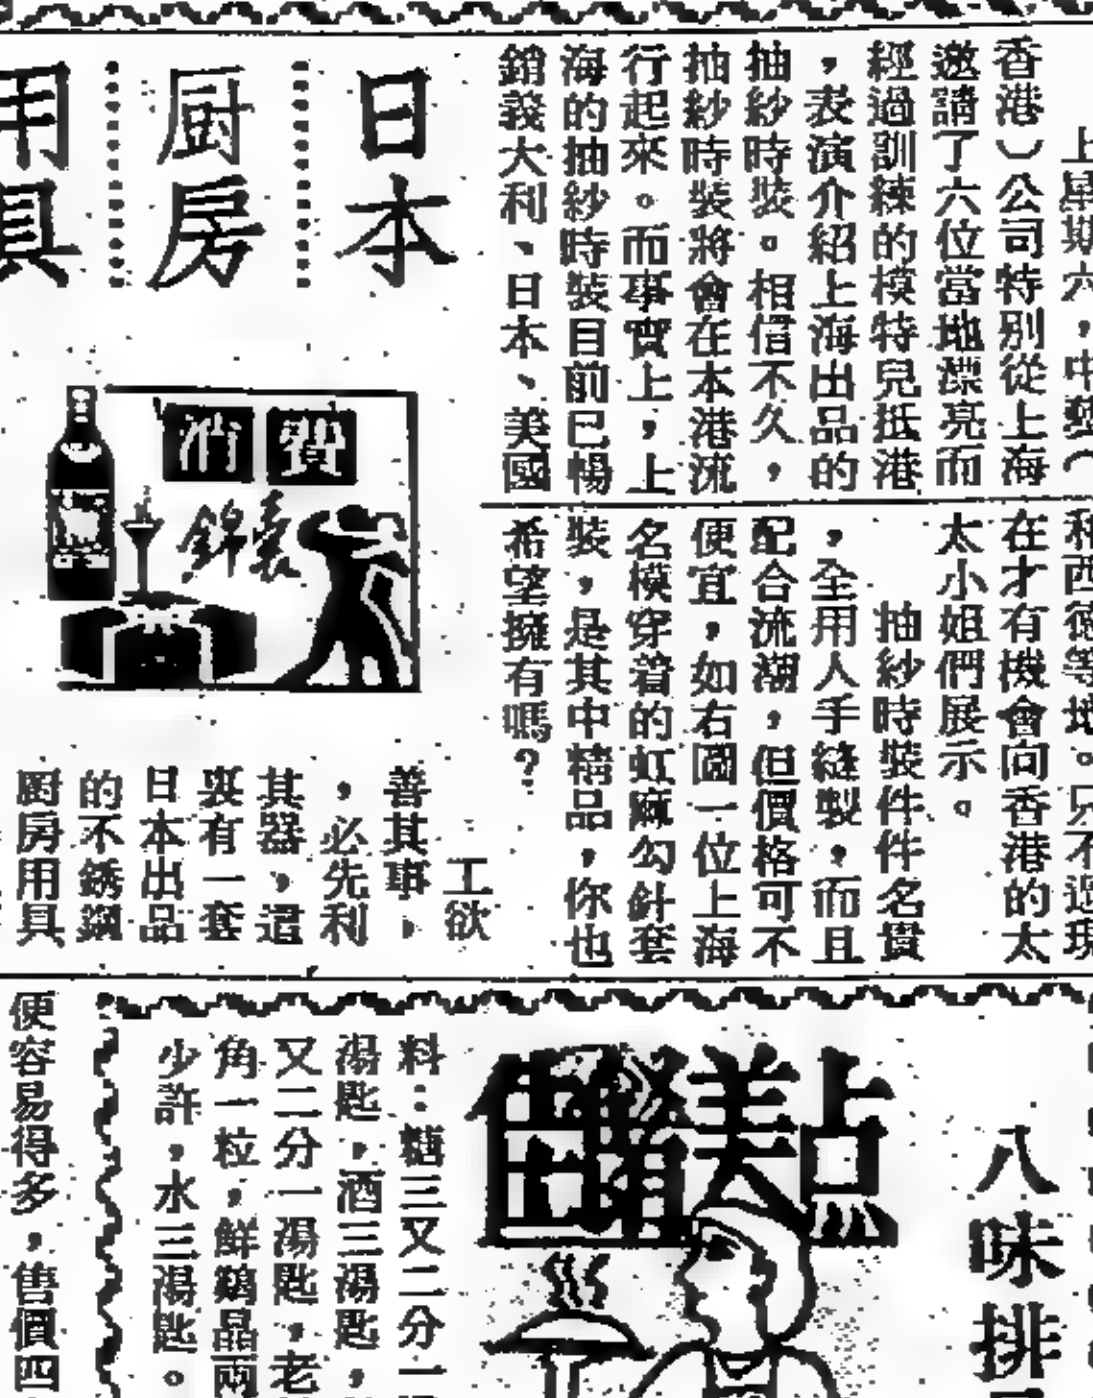 上星期六，中藝（
香港）公司特別從上海
邀請了六位當地漂亮而
經過訓練的模特兒抵港
，表演介紹上海出品的
抽紗時裝。相信不久，
抽紗時裝將會在本港流
行起來。而事實上，上
海的抽紗時裝目前已暢
銷義大利、日本、美國
和西德等地。只不過現
在才有機會向香港的太
太小姐們展示。
抽紗時裝件件名貴
，全用人手縫製，而且
配合流潮，但價格可不
便宜，如右圖一位上海
名模穿着的虹麻勾針套
裝，是其中精品，你也
希望擁有嗎？
日本
厨房
用具
消費
錦囊
工欲
善其事，
，必先利
其器，這
裏有一套
日本出品
的不銹鋼
廚房用具
便容易得多，售價四
佳餚美点
八味排
料：糖三又二分一
湯匙，酒三湯匙，
又二分一湯匙，老
角一粒，鮮鷄晶兩
少許，水三湯匙。